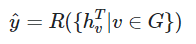 ŷ = R({h_v^T | v ∈ G})